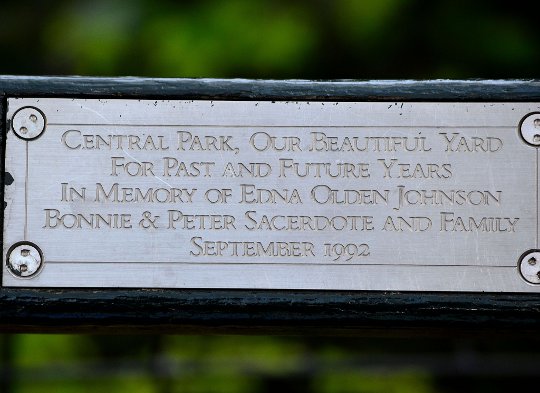 Central Park, Our Beautiful Yard
For Past and Future Years
In Memory of Edna Olden Johnson
Bonnie & Peter Sacerdote and Family
September 1992